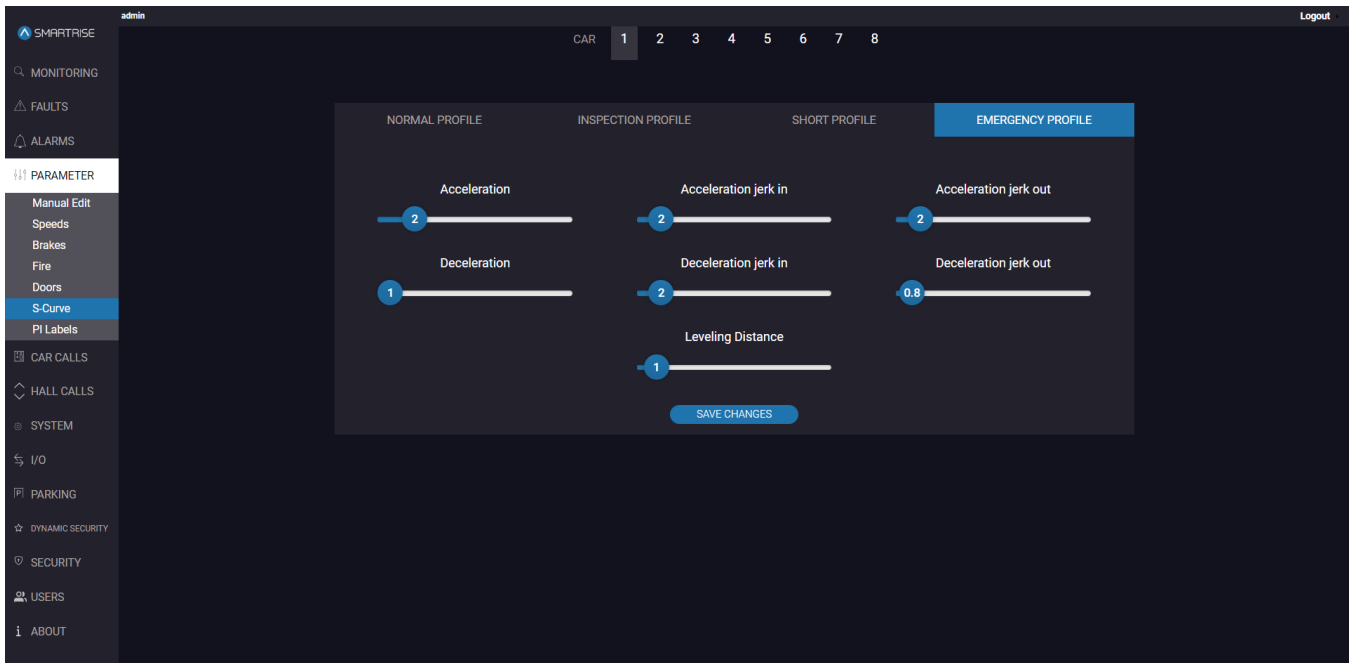 admin
Logout
SMARTRISE
CAR 1 2 3 4 5 6 7 8
MONITORING
FAULTS
ALARMS
PARAMETER
Manual Edit
Speeds
Brakes
Fire
Doors
S-Curve
PI Labels
CAR CALLS
HALL CALLS
SYSTEM
I/O
P PARKING
DYNAMIC SECURITY
SECURITY
USERS
i ABOUT
NORMAL PROFILE INSPECTION PROFILE SHORT PROFILE EMERGENCY PROFILE
Acceleration Acceleration jerk in Acceleration jerk out
2 2 2
Deceleration Deceleration jerk in Deceleration jerk out
1 2 0.8
Leveling Distance
1
SAVE CHANGES